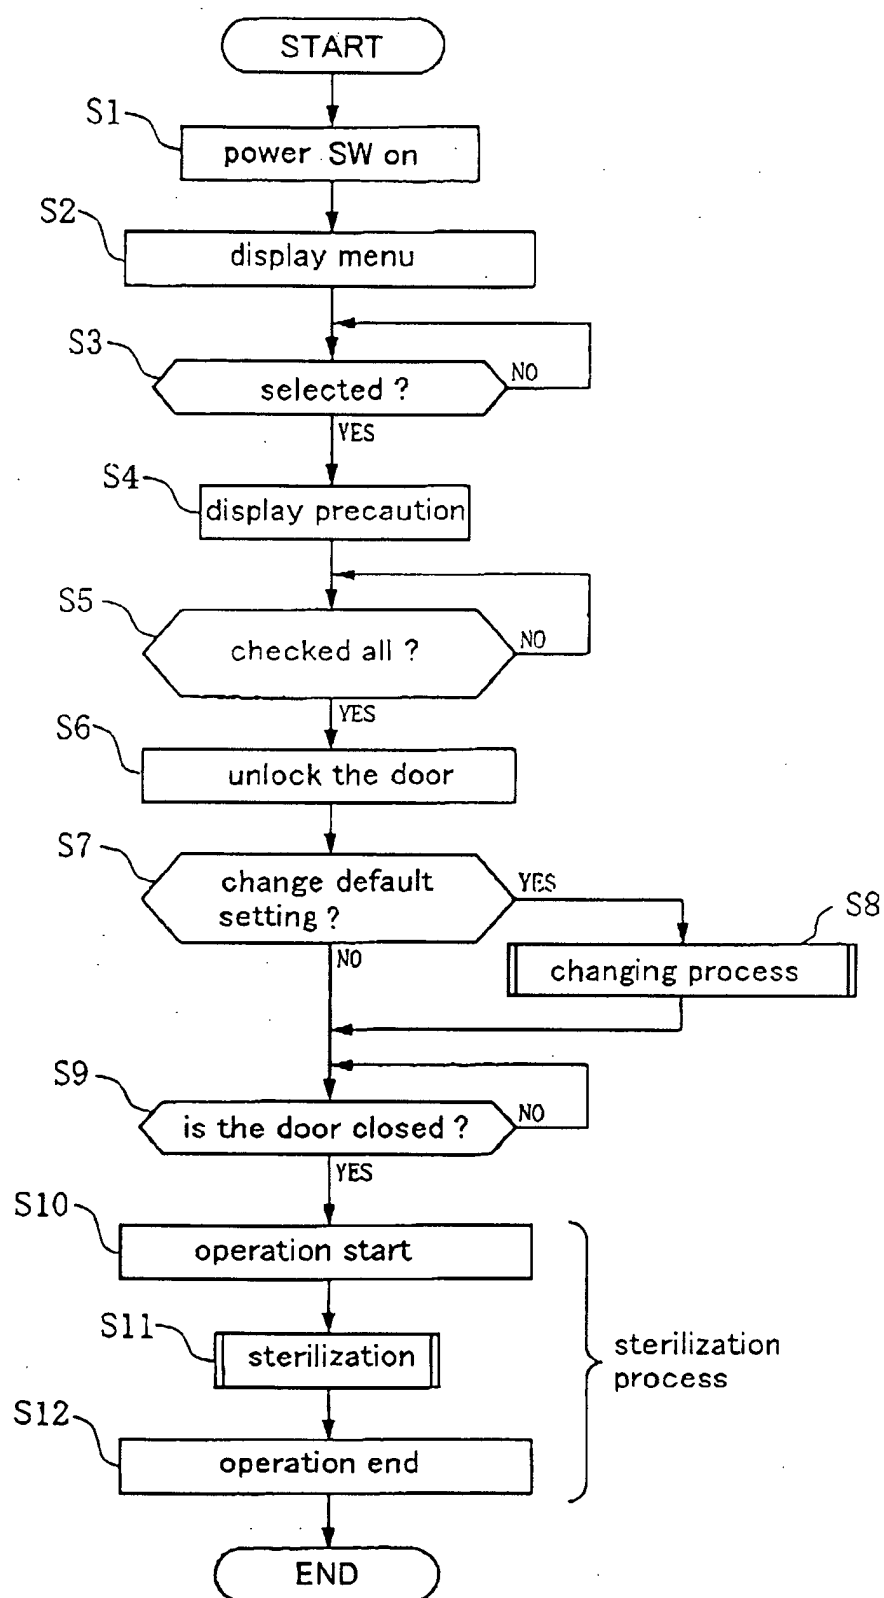 START
S1
power SW on
S2
display menu
S3
selected ?
NO
YES
S4
display precaution
S5
checked all ?
NO
YES
S6
unlock the door
S7
change default
setting ?
YES
NO
S8
changing process
S9
is the door closed ?
NO
YES
S10
operation start
S11
sterilization
sterilization
process
S12
operation end
END